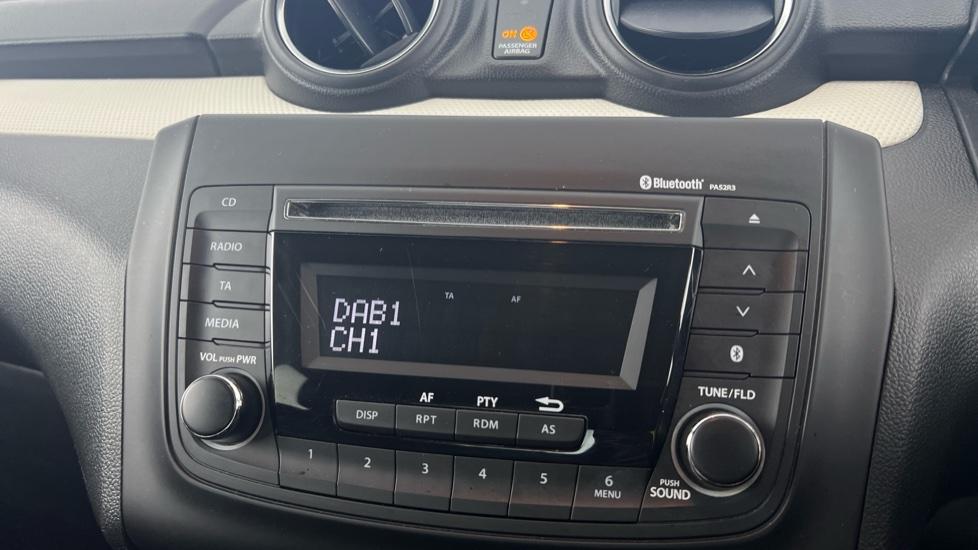 OFF
PASSENGER
AIRBAG
Bluetooth® PA52R3
CD
RADIO
TA
MEDIA
VOL PUSH PWR
TA AF
DAB1
CH1
TUNE/FLD
AF PTY
DISP RPT RDM AS
1 2 3 4 5 6
MENU
PUSH
SOUND